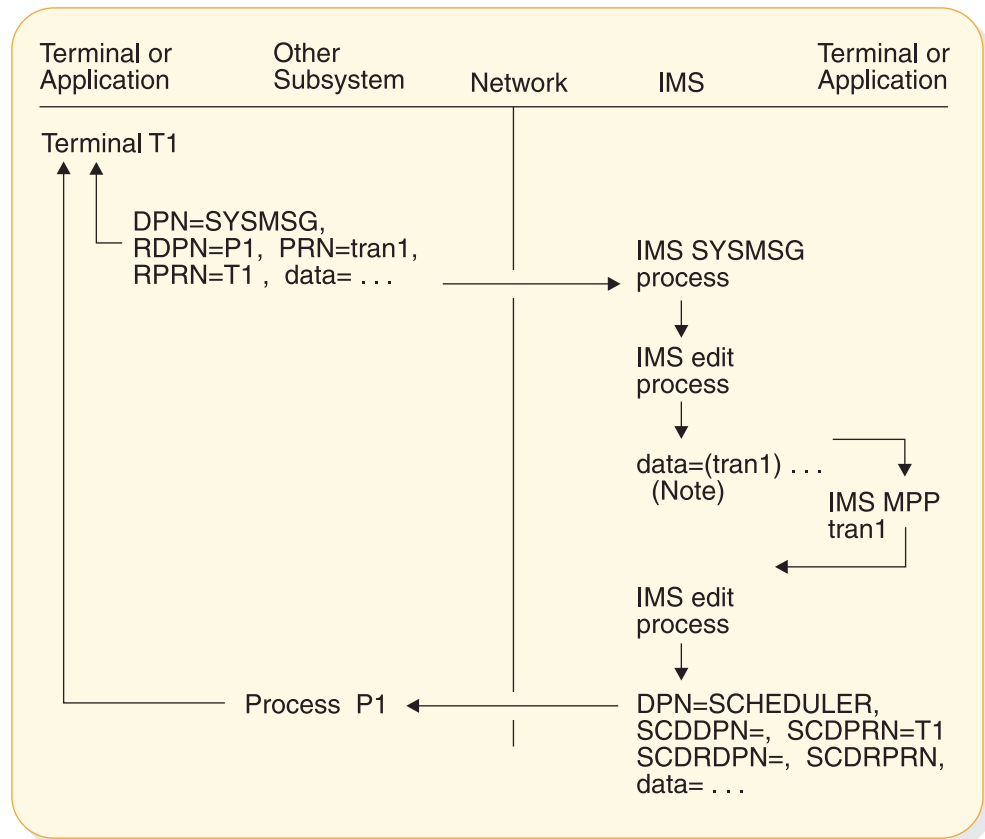 Terminal or
Application
Other
Subsystem
Network
IMS
Terminal or
Application
Terminal T1
DPN=SYSMSG,
RDPN=P1, PRN=tran1,
RPRN=T1 , data= . . .
IMS SYSMSG
process
IMS edit
process
data=(tran1) . . .
(Note)
IMS MPP
tran1
IMS edit
process
Process P1
DPN=SCHEDULER,
SCDDPN=, SCDPRN=T1
SCDRDPN=, SCDRPRN,
data= . . .